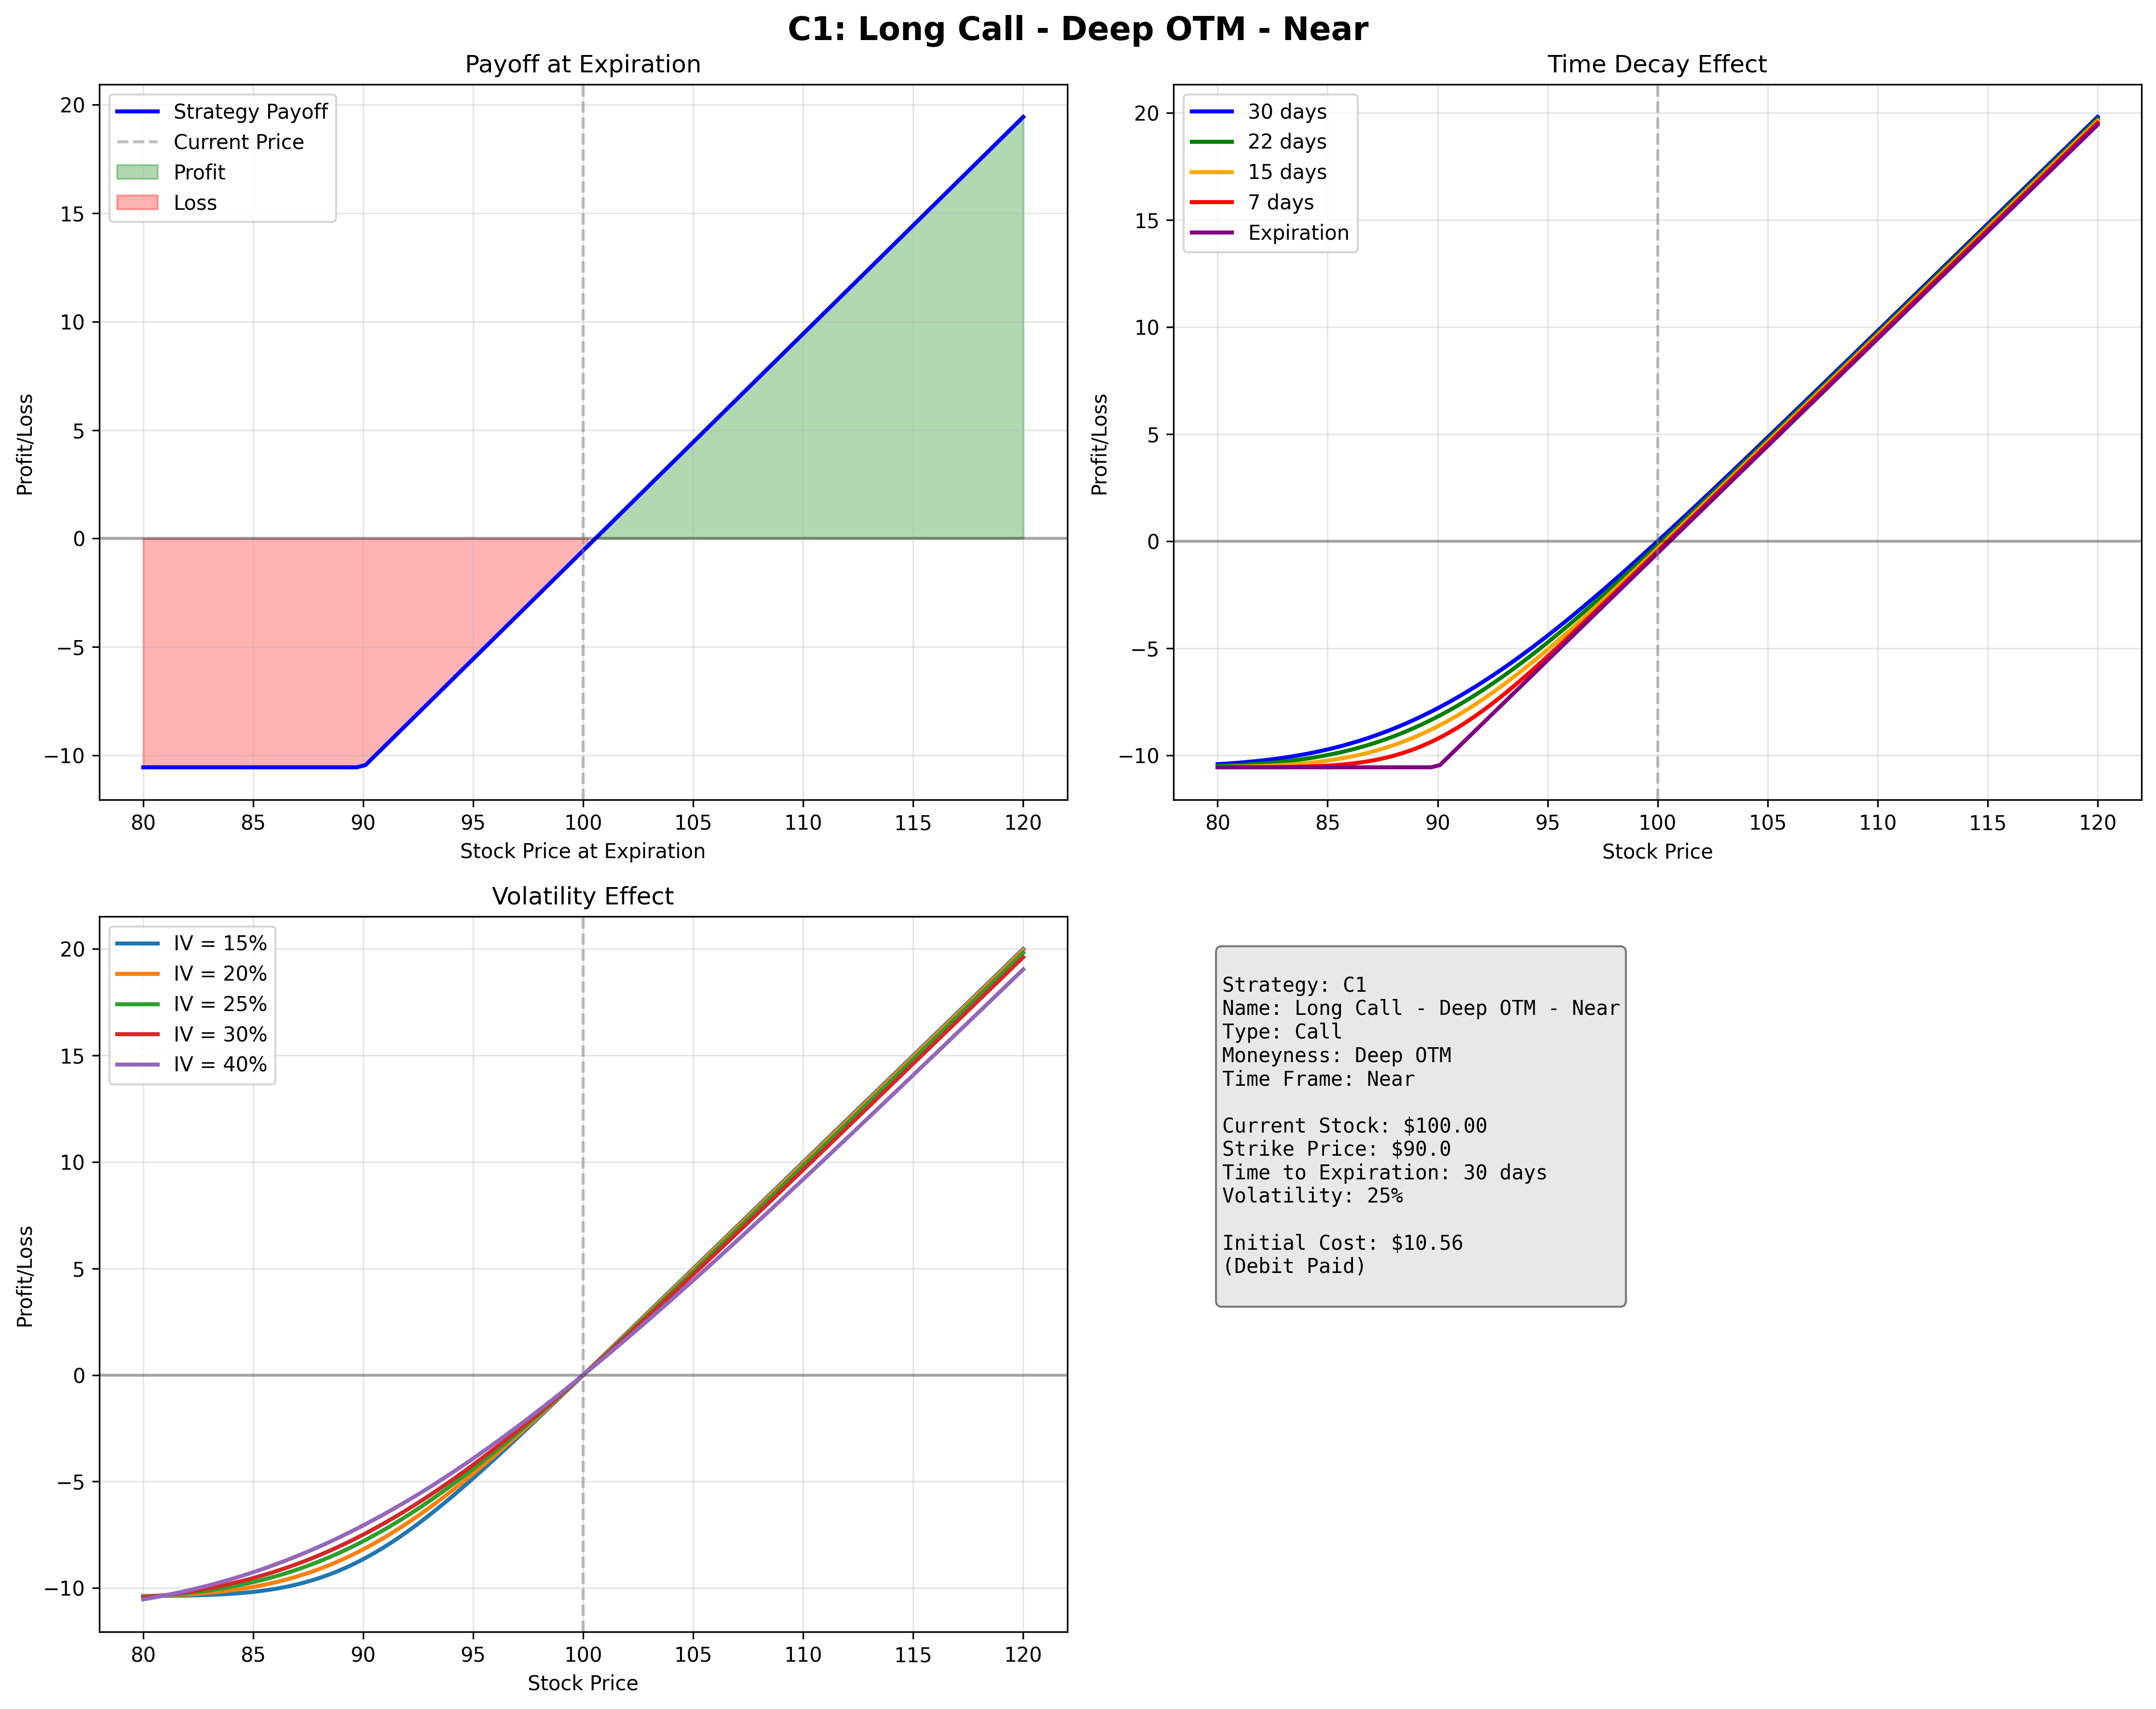 C1: Long Call - Deep OTM - Near
Payoff at Expiration
Strategy Payoff
Current Price
Profit
Loss
20
15
10
5
0
−5
−10
Profit/Loss
80 85 90 95 100 105 110 115 120
Stock Price at Expiration
Time Decay Effect
30 days
22 days
15 days
7 days
Expiration
20
15
10
5
0
−5
−10
Profit/Loss
80 85 90 95 100 105 110 115 120
Stock Price
Volatility Effect
IV = 15%
IV = 20%
IV = 25%
IV = 30%
IV = 40%
20
15
10
5
0
−5
−10
Profit/Loss
80 85 90 95 100 105 110 115 120
Stock Price
Strategy: C1
Name: Long Call - Deep OTM - Near
Type: Call
Moneyness: Deep OTM
Time Frame: Near
Current Stock: $100.00
Strike Price: $90.0
Time to Expiration: 30 days
Volatility: 25%
Initial Cost: $10.56
(Debit Paid)